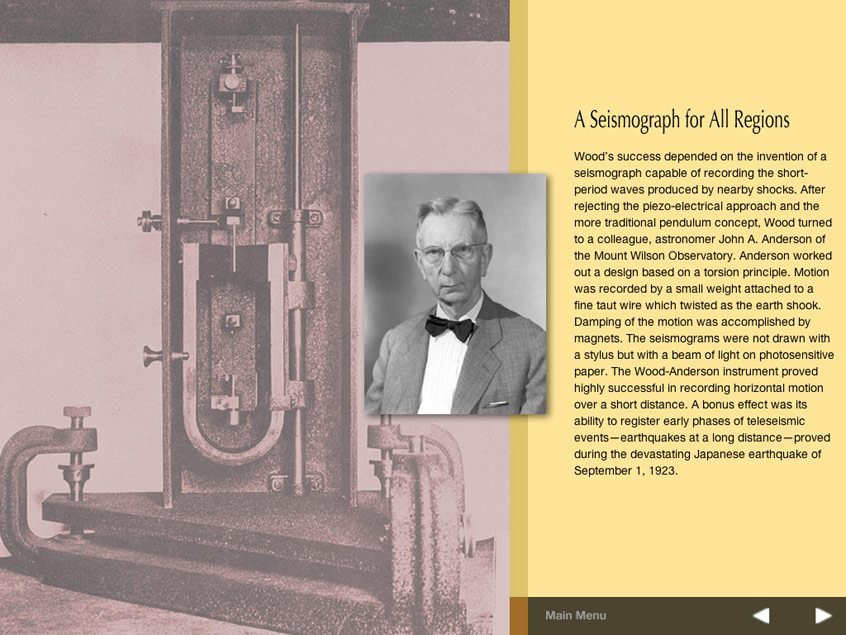 A Seismograph for All Regions
Wood's success depended on the invention of a
seismograph capable of recording the short-
period waves produced by nearby shocks. After
rejecting the piezo-electrical approach and the
more traditional pendulum concept, Wood turned
to a colleague, astronomer John A. Anderson of
the Mount Wilson Observatory. Anderson worked
out a design based on a torsion principle. Motion
was recorded by a small weight attached to a
fine taut wire which twisted as the earth shook.
Damping of the motion was accomplished by
magnets. The seismograms were not drawn with
a stylus but with a beam of light on photosensitive
paper. The Wood-Anderson instrument proved
highly successful in recording horizontal motion
over a short distance. A bonus effect was its
ability to register early phases of teleseismic
events—earthquakes at a long distance—proved
during the devastating Japanese earthquake of
September 1, 1923.
Main Menu